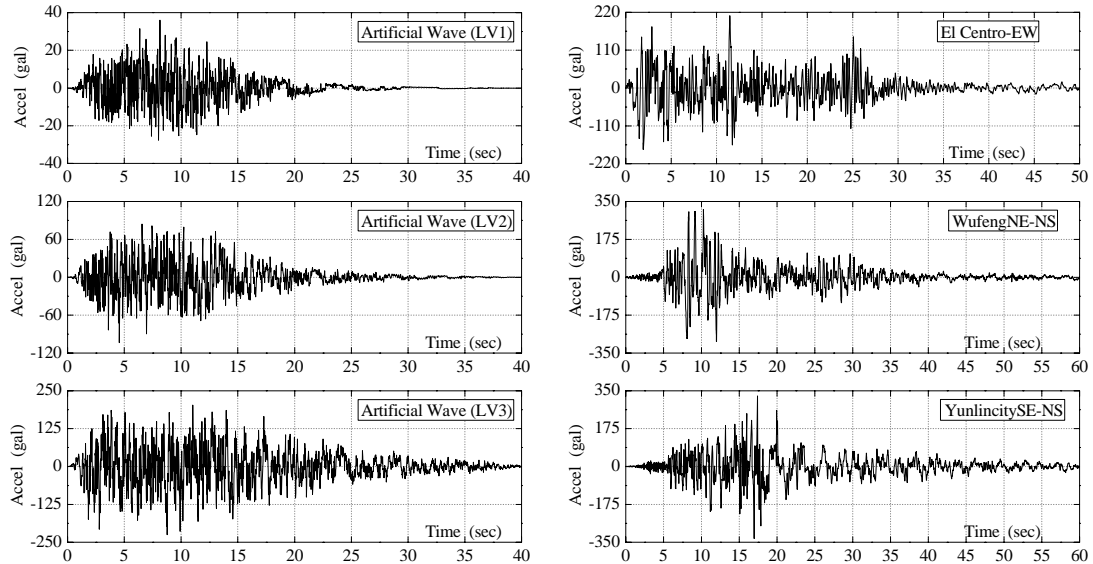 Accel (gal)
40
20
0
-20
-40
Artificial Wave (LV1)
Time (sec)
0 5 10 15 20 25 30 35 40
Accel (gal)
220
110
0
-110
-220
El Centro-EW
Time (sec)
0 5 10 15 20 25 30 35 40 45 50
Accel (gal)
120
60
0
-60
-120
Artificial Wave (LV2)
Time (sec)
0 5 10 15 20 25 30 35 40
Accel (gal)
350
175
0
-175
-350
WufengNE-NS
Time (sec)
0 5 10 15 20 25 30 35 40 45 50 55 60
Accel (gal)
250
125
0
-125
-250
Artificial Wave (LV3)
Time (sec)
0 5 10 15 20 25 30 35 40
Accel (gal)
350
175
0
-175
-350
YunlincitySE-NS
Time (sec)
0 5 10 15 20 25 30 35 40 45 50 55 60